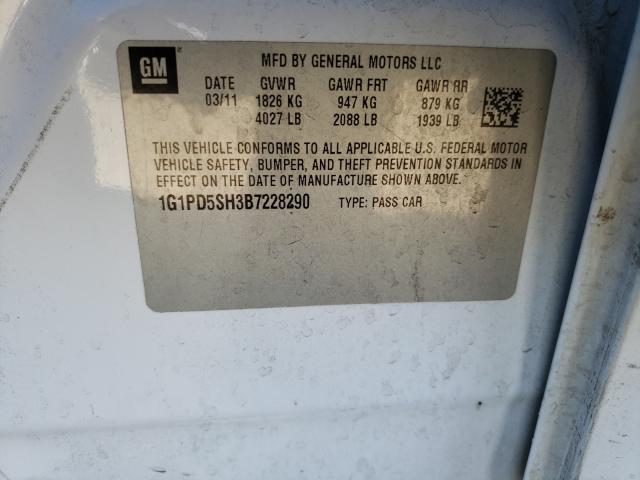 GM
MFD BY GENERAL MOTORS LLC
DATE GVWR GAWR FRT GAWR RR
03/11 1826 KG 947 KG 879 KG
4027 LB 2088 LB 1939 LB
THIS VEHICLE CONFORMS TO ALL APPLICABLE U.S. FEDERAL MOTOR
VEHICLE SAFETY, BUMPER, AND THEFT PREVENTION STANDARDS IN
EFFECT ON THE DATE OF MANUFACTURE SHOWN ABOVE.
1G1PD5SH3B7228290 TYPE: PASS CAR